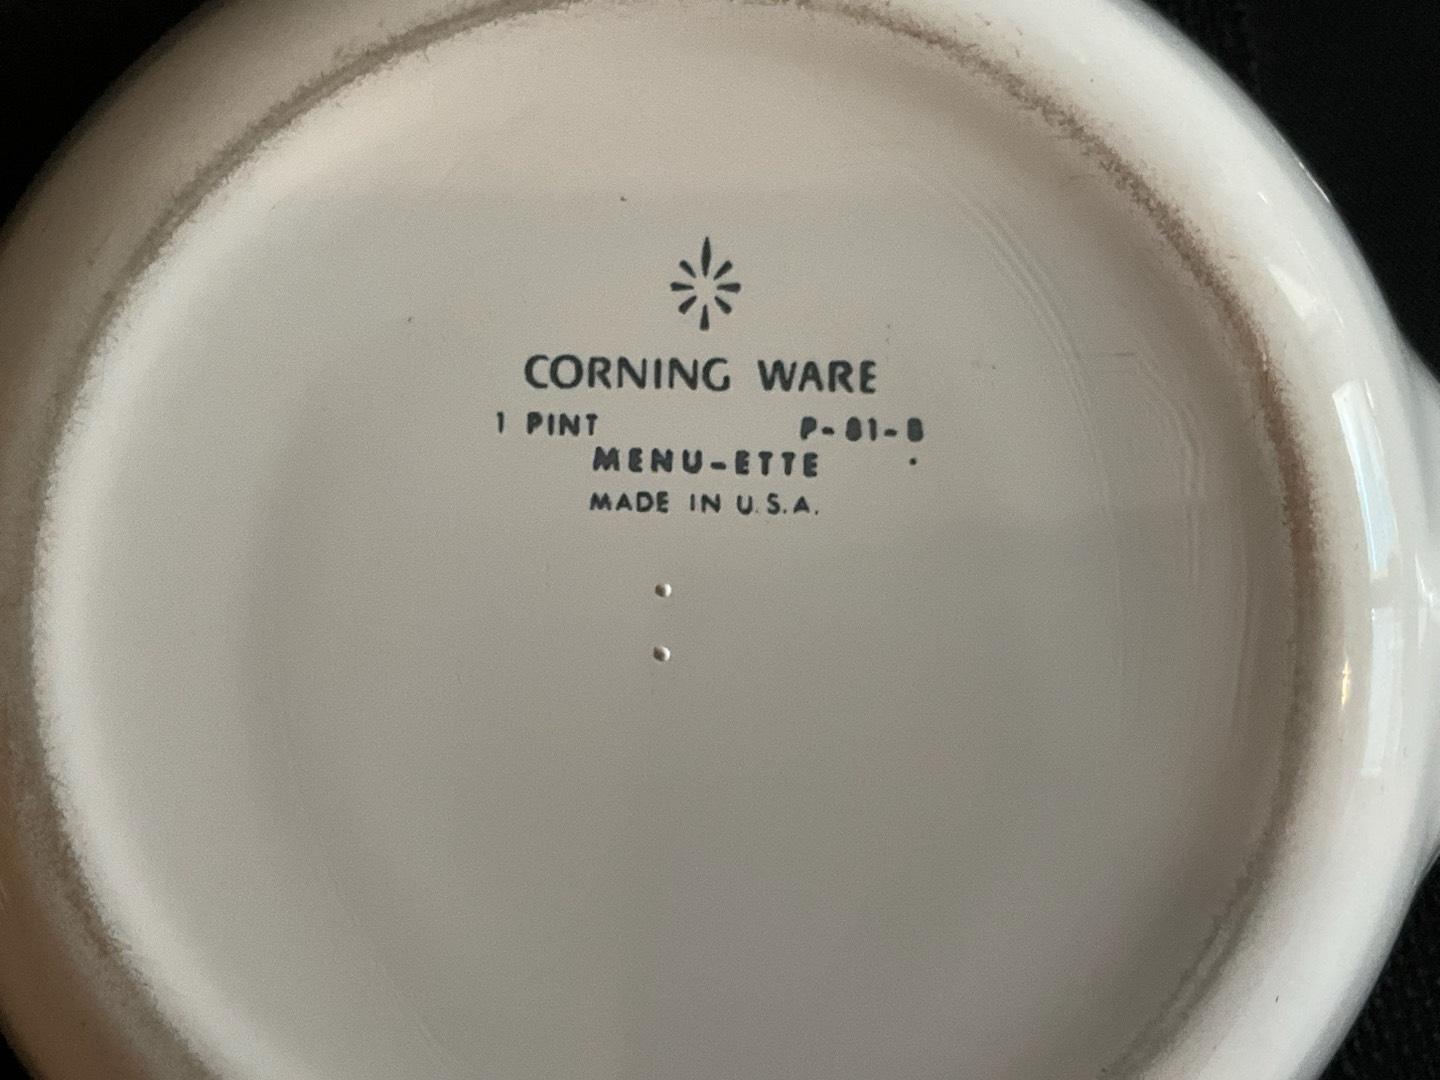 CORNING WARE
1 PINT P-81-B
MENU-ETTE
MADE IN U.S.A.